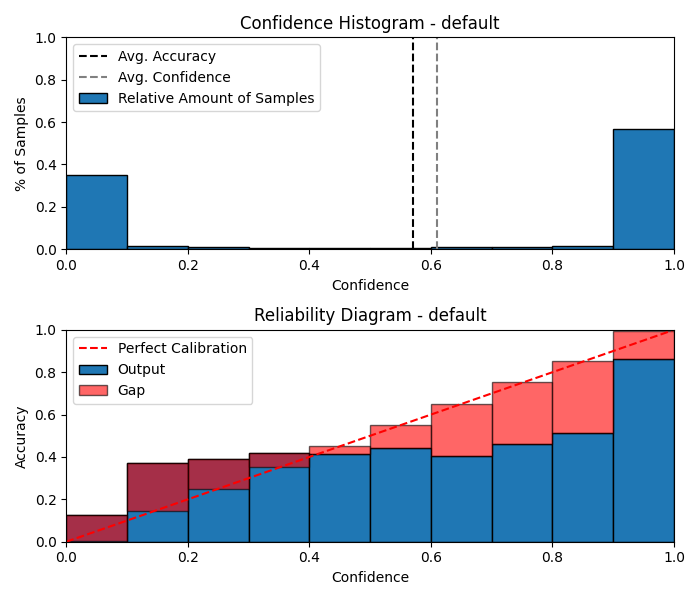 Confidence Histogram - default
1.0
0.8
0.6
0.4
0.2
0.0
% of Samples
Avg. Accuracy
Avg. Confidence
Relative Amount of Samples
0.0 0.2 0.4 0.6 0.8 1.0
Confidence
Reliability Diagram - default
1.0
0.8
0.6
0.4
0.2
0.0
Accuracy
Perfect Calibration
Output
Gap
0.0 0.2 0.4 0.6 0.8 1.0
Confidence